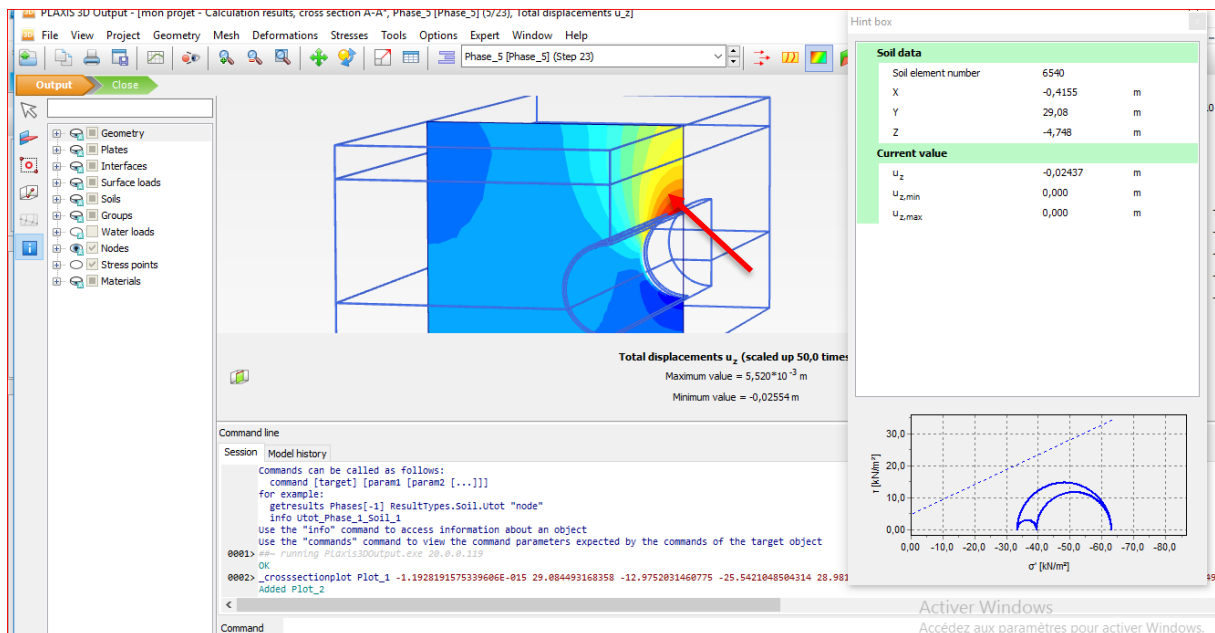 PLAXIS 3D Output - [mon projet - Calculation results, cross section A-A*, Phase_5 [Phase_5] (5/23), Total displacements u_z]
File View Project Geometry Mesh Deformations Stresses Tools Options Expert Window Help
Phase_5 [Phase_5] (Step 23)
Output Close
Geometry
Plates
Interfaces
Surface loads
Soils
Groups
Water loads
Nodes
Stress points
Materials
Total displacements uz (scaled up 50,0 times
Maximum value = 5,520*10 -3 m
Minimum value = -0,02554 m
Command line
Session Model history
Commands can be called as follows:
command [target] [param1 [param2 [...]]]
for example:
getresults Phases[-1] ResultTypes.Soil.Utot "node"
info Utot_Phase_1_Soil_1
Use the "info" command to access information about an object
Use the "commands" command to view the command parameters expected by the commands of the target object
0001> ##~ running Plaxis3DOutput.exe 20.0.0.119
OK
0002> _crosssectionplot Plot_1 -1.19281915753396​06E-015 29.084493168358 -12.9752031460775 -25.5421048504314 28.981
Added Plot_2
Command
Hint box
Soil data
Soil element number 6540
X -0,4155 m
Y 29,08 m
Z -4,748 m
Current value
uz -0,02437 m
uz,min 0,000 m
uz,max 0,000 m
τ [kN/m²]
30,0
20,0
10,0
0,00
0,00 -10,0 -20,0 -30,0 -40,0 -50,0 -60,0 -70,0 -80,0
σ' [kN/m²]
Activer Windows
Accédez aux paramètres pour activer Windows.